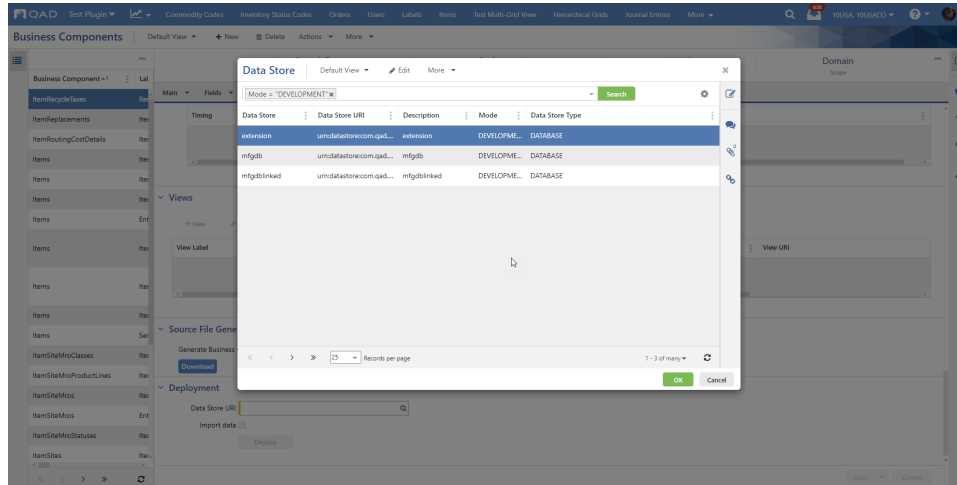 QAD Test Plugin Commodity Codes Inventory Status Codes Orders Users Labels Items Test Multi-Grid View Hierarchical Grids Journal Entries More 10USA, 10USACO
Business Components Default View + New Delete Actions More
Domain
Scope
Business Component
Main Fields
ItemRecycleTaxes
ItemReplacements
ItemRoutingCostDetails
Items
Items
Items
Items Ent
Items
Items
Items
Items
ItemSiteMroClasses
ItemSiteMroProductLines
ItemSiteMros
ItemSiteMros Ent
ItemSiteMroStatuses
ItemSites
Timing
Views
+ New
View Label View URI
Source File Gene
Generate Business
Download
Deployment
Data Store URI
Import data
Deploy
Save Cancel
Data Store Default View Edit More
Mode = "DEVELOPMENT" x Search
Data Store Data Store URI Description Mode Data Store Type
extension urn:datastore:com.qad.... extension DEVELOPME... DATABASE
mfgdb urn:datastore:com.qad.... mfgdb DEVELOPME... DATABASE
mfgdblinked urn:datastore:com.qad.... mfgdblinked DEVELOPME... DATABASE
25 Records per page 1 - 3 of many
OK Cancel